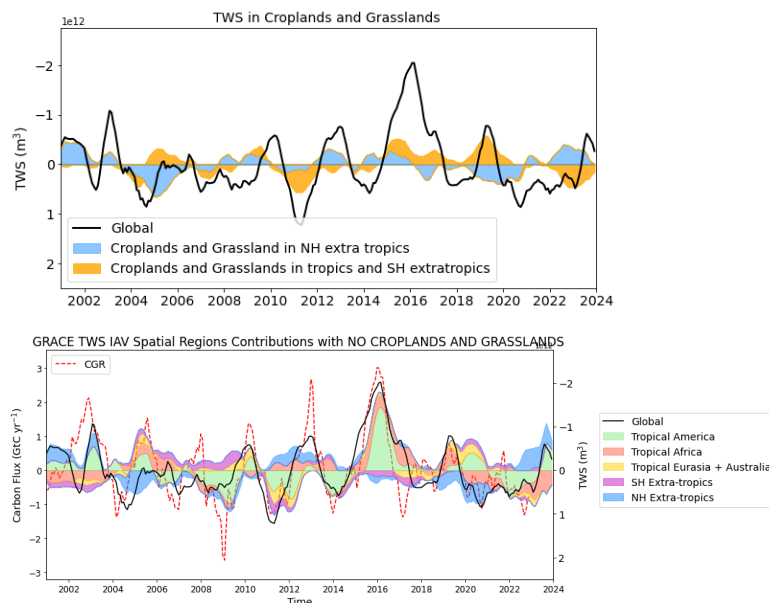 TWS in Croplands and Grasslands
1e12
−2
−1
0
1
2
TWS (m³)
Global
Croplands and Grassland in NH extra tropics
Croplands and Grasslands in tropics and SH extratropics
2002 2004 2006 2008 2010 2012 2014 2016 2018 2020 2022 2024
GRACE TWS IAV Spatial Regions Contributions with NO CROPLANDS AND GRASSLANDS
CGR
3
2
1
0
−1
−2
−3
Carbon Flux (GtC yr⁻¹)
−2
−1
0
1
2
TWS (m³)
Global
Tropical America
Tropical Africa
Tropical Eurasia + Australia
SH Extra-tropics
NH Extra-tropics
2002 2004 2006 2008 2010 2012 2014 2016 2018 2020 2022 2024
Time